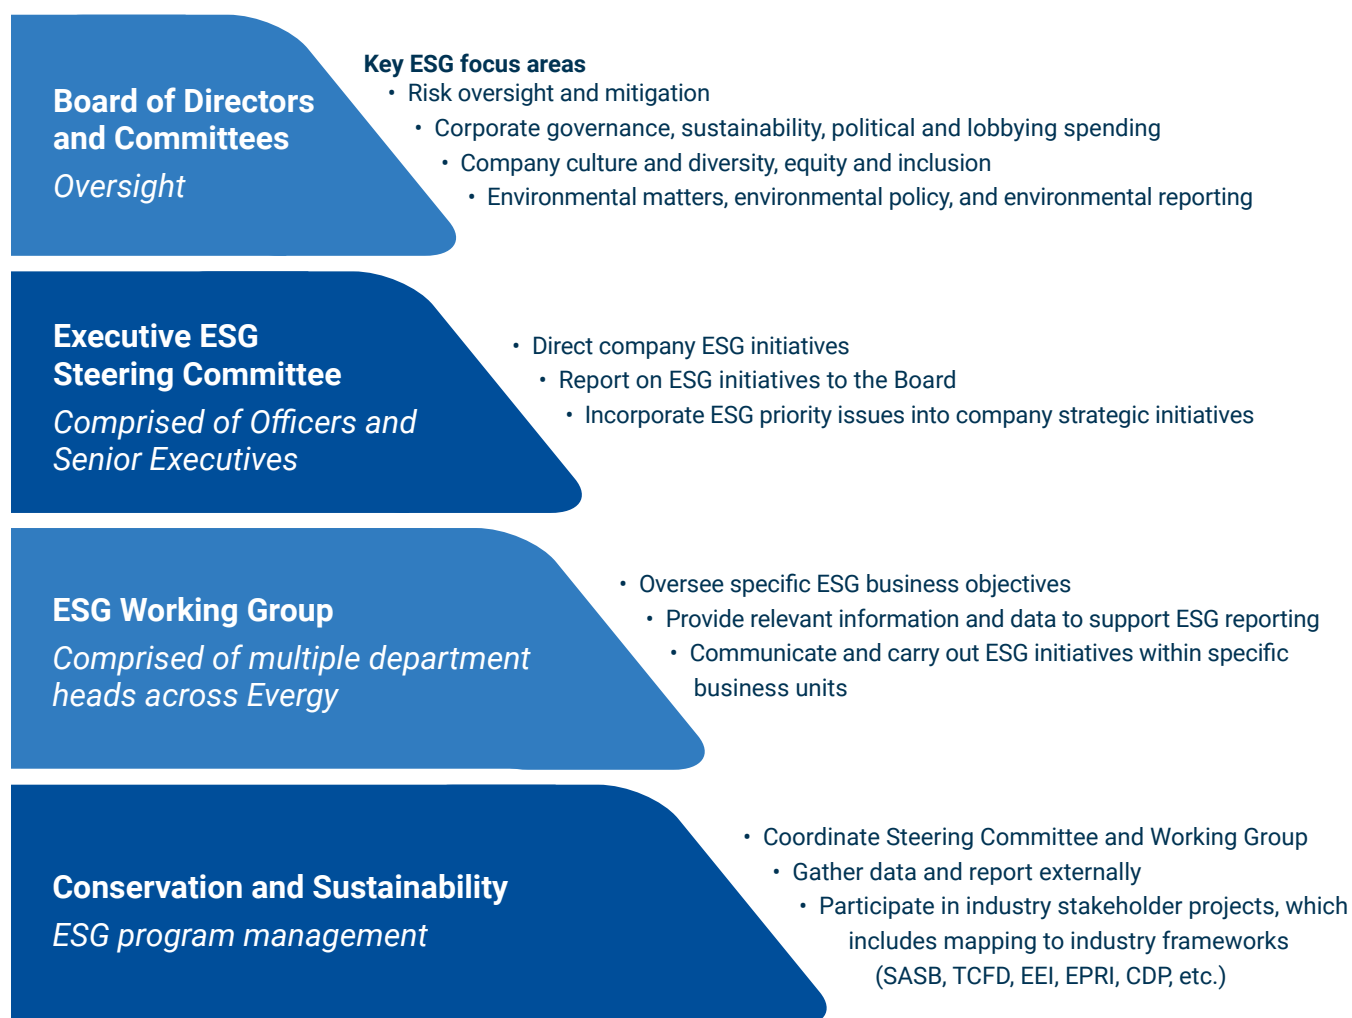 Board of Directors
and Committees
Oversight
Key ESG focus areas
• Risk oversight and mitigation
• Corporate governance, sustainability, political and lobbying spending
• Company culture and diversity, equity and inclusion
• Environmental matters, environmental policy, and environmental reporting
Executive ESG
Steering Committee
Comprised of Officers and
Senior Executives
• Direct company ESG initiatives
• Report on ESG initiatives to the Board
• Incorporate ESG priority issues into company strategic initiatives
ESG Working Group
Comprised of multiple department
heads across Evergy
• Oversee specific ESG business objectives
• Provide relevant information and data to support ESG reporting
• Communicate and carry out ESG initiatives within specific
business units
Conservation and Sustainability
ESG program management
• Coordinate Steering Committee and Working Group
• Gather data and report externally
• Participate in industry stakeholder projects, which
includes mapping to industry frameworks
(SASB, TCFD, EEI, EPRI, CDP, etc.)